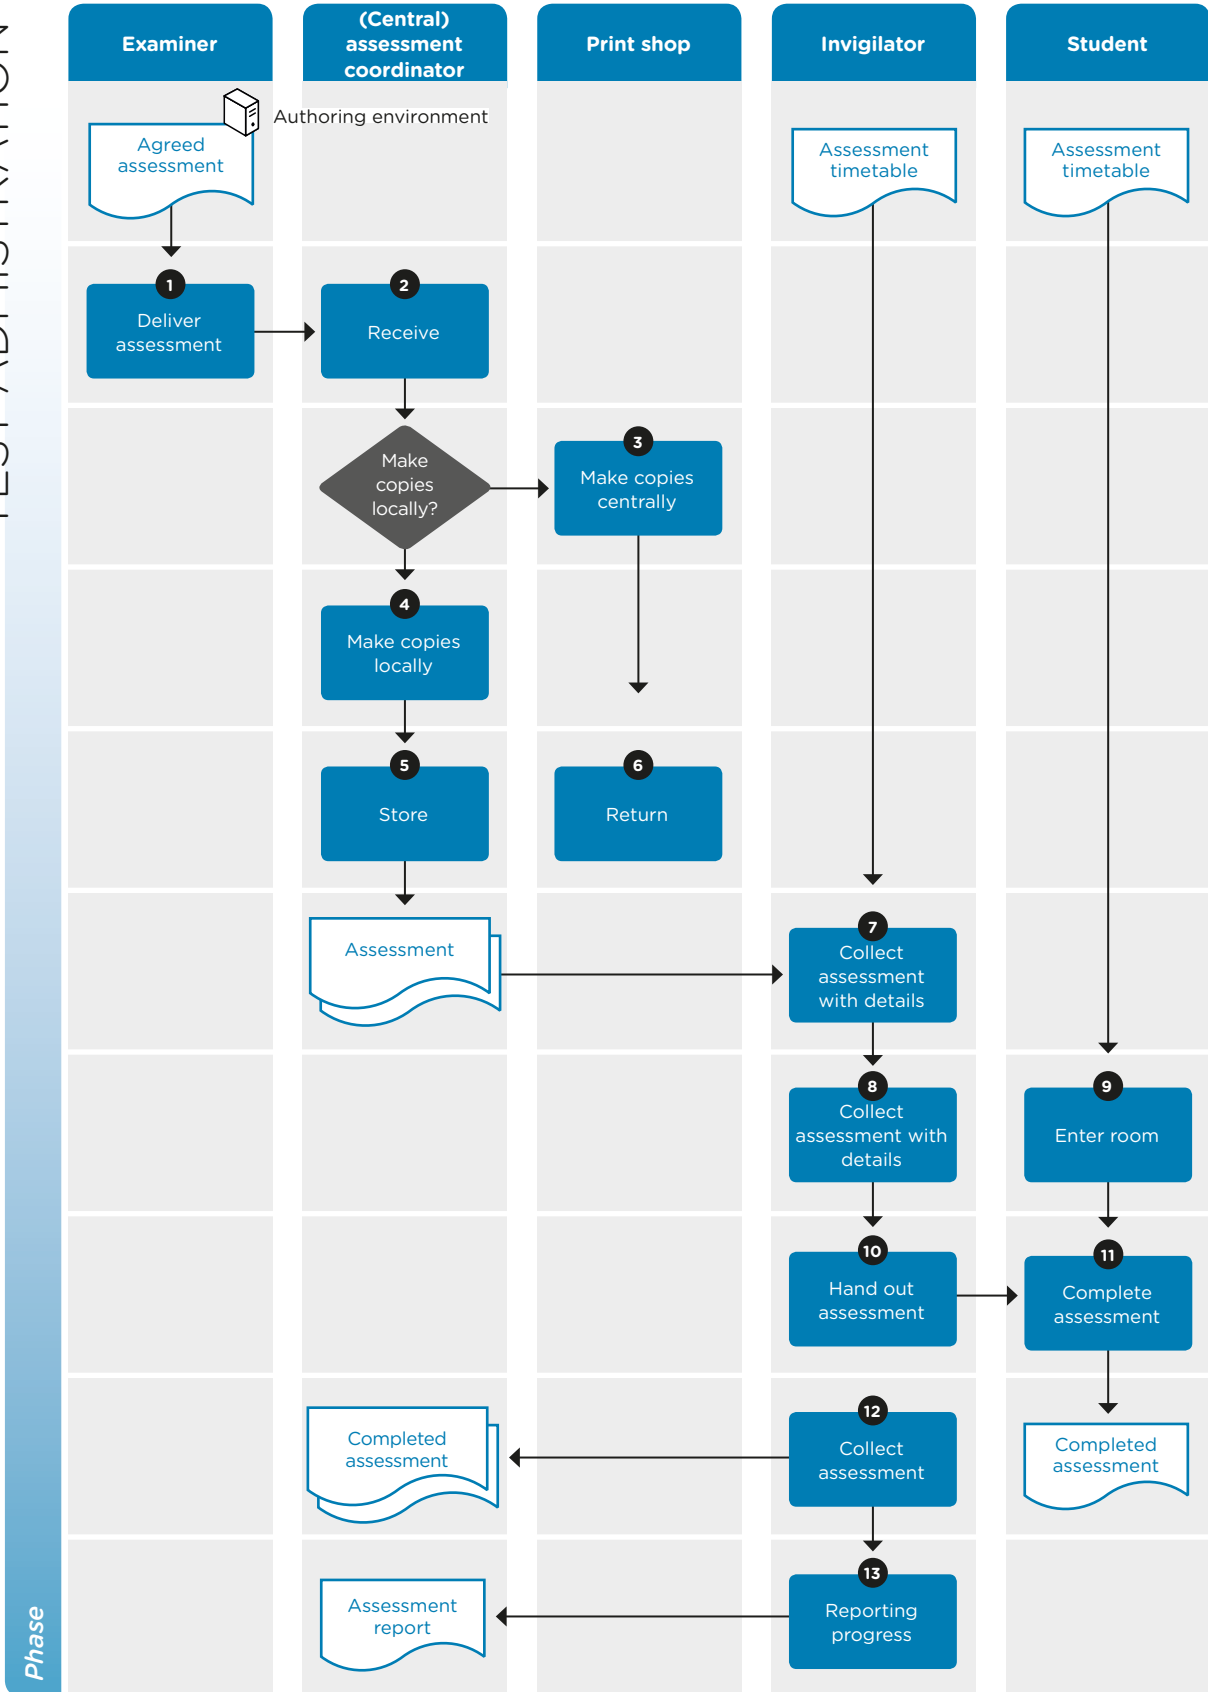 Examiner
(Central)
assessment
coordinator
Print shop
Invigilator
Student
Authoring environment
Agreed
assessment
Assessment
timetable
Assessment
timetable
1
Deliver
assessment
2
Receive
Make
copies
locally?
3
Make copies
centrally
4
Make copies
locally
5
Store
6
Return
Assessment
7
Collect
assessment
with details
8
Collect
assessment with
details
9
Enter room
10
Hand out
assessment
11
Complete
assessment
Completed
assessment
12
Collect
assessment
Completed
assessment
Assessment
report
13
Reporting
progress
Phase